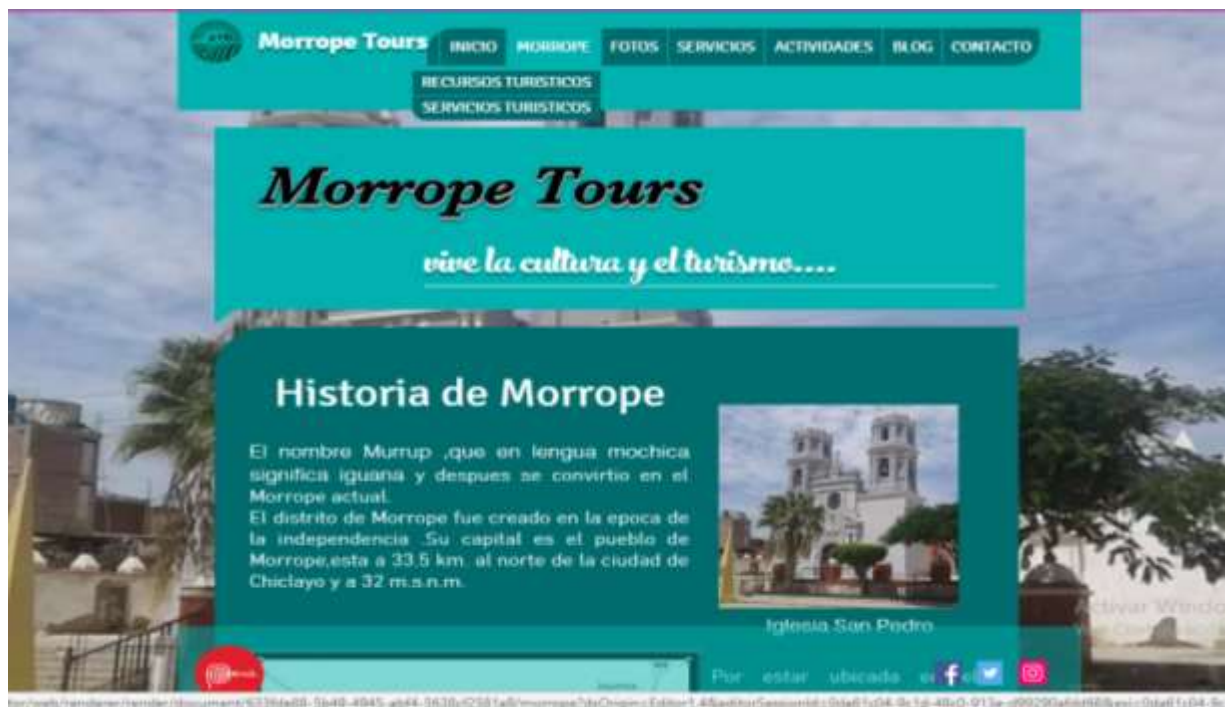 Morrope Tours
INICIO MORROPE FOTOS SERVICIOS ACTIVIDADES BLOG CONTACTO
RECURSOS TURISTICOS
SERVICIOS TURISTICOS
Morrope Tours
vive la cultura y el turismo....
Historia de Morrope
El nombre Murrup ,que en lengua mochica
significa iguana y despues se convirtio en el
Morrope actual.
El distrito de Morrope fue creado en la epoca de
la independencia .Su capital es el pueblo de
Morrope,esta a 33.5 km. al norte de la ciudad de
Chiclayo y a 32 m.s.n.m.
Iglesia San Pedro
Por estar ubicada